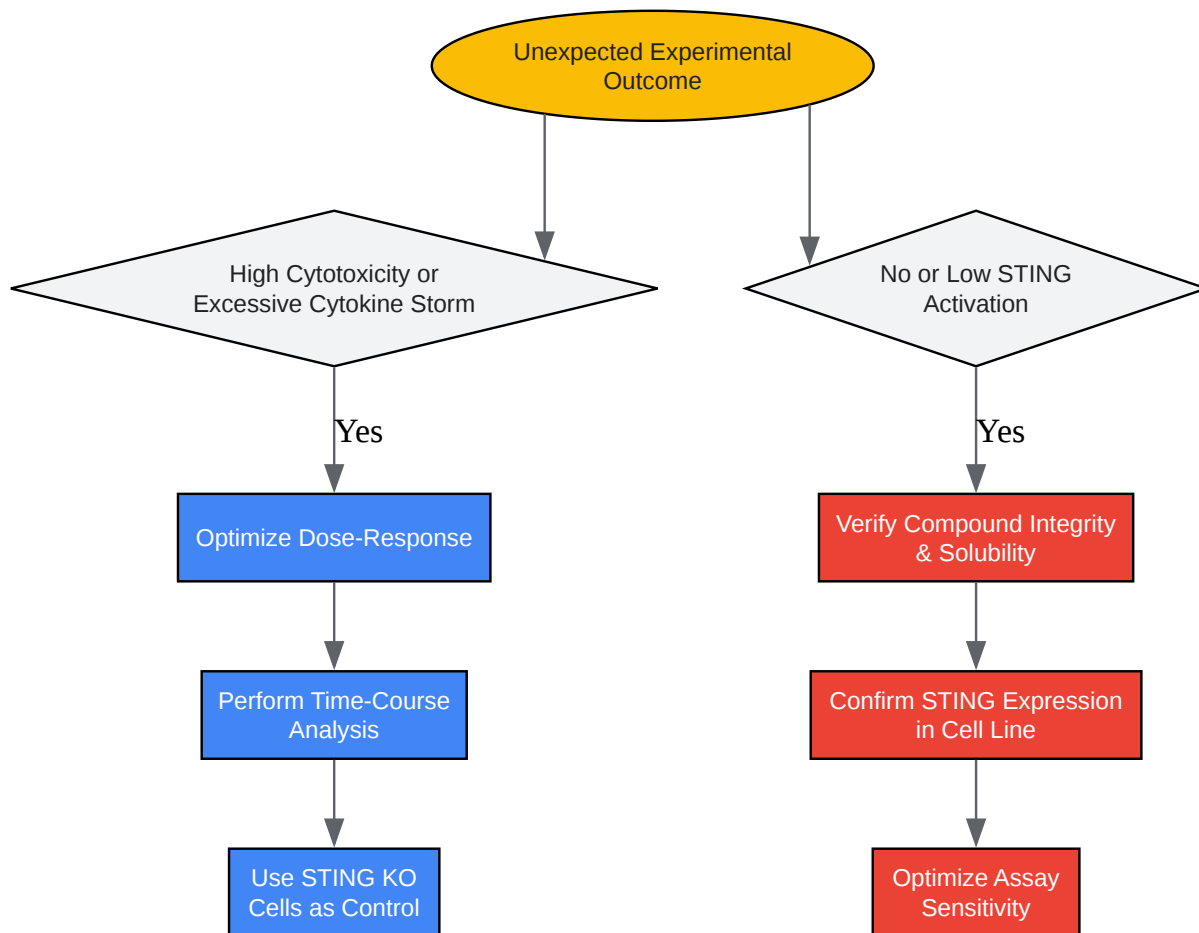 Unexpected Experimental
Outcome
High Cytotoxicity or
Excessive Cytokine Storm
No or Low STING
Activation
Yes
Yes
Optimize Dose-Response
Verify Compound Integrity
& Solubility
Perform Time-Course
Analysis
Confirm STING Expression
in Cell Line
Use STING KO
Cells as Control
Optimize Assay
Sensitivity